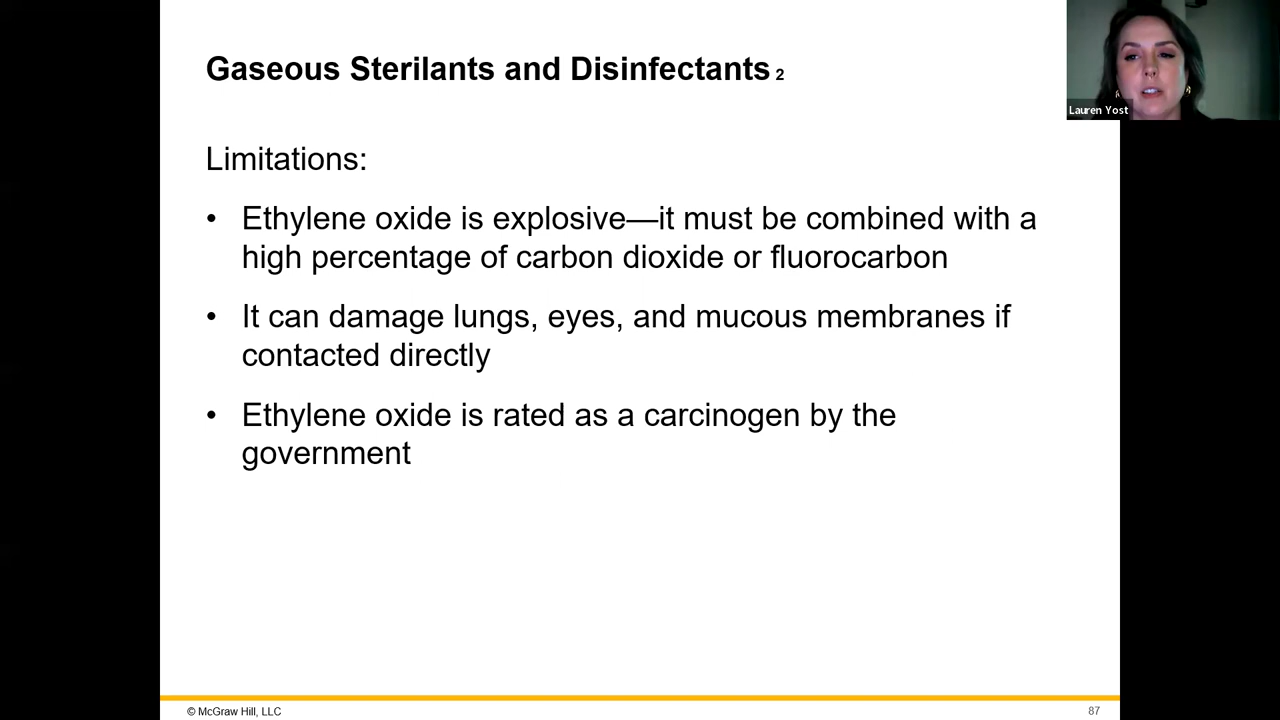 Gaseous Sterilants and Disinfectants 2
Lauren Yost
Limitations:
• Ethylene oxide is explosive—it must be combined with a
high percentage of carbon dioxide or fluorocarbon
• It can damage lungs, eyes, and mucous membranes if
contacted directly
• Ethylene oxide is rated as a carcinogen by the
government
© McGraw Hill, LLC
87